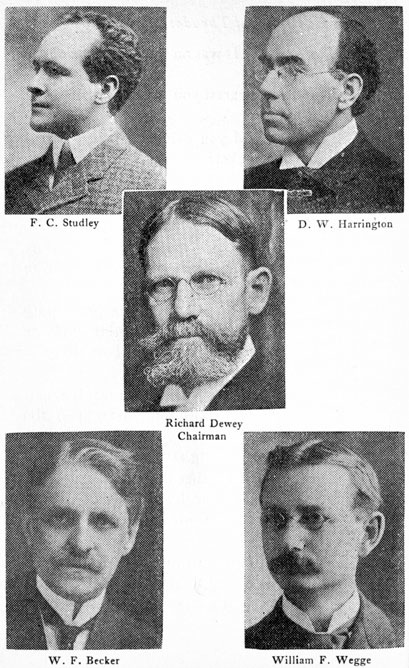 F. C. Studley
D. W. Harrington
Richard Dewey
Chairman
W. F. Becker
William F. Wegge